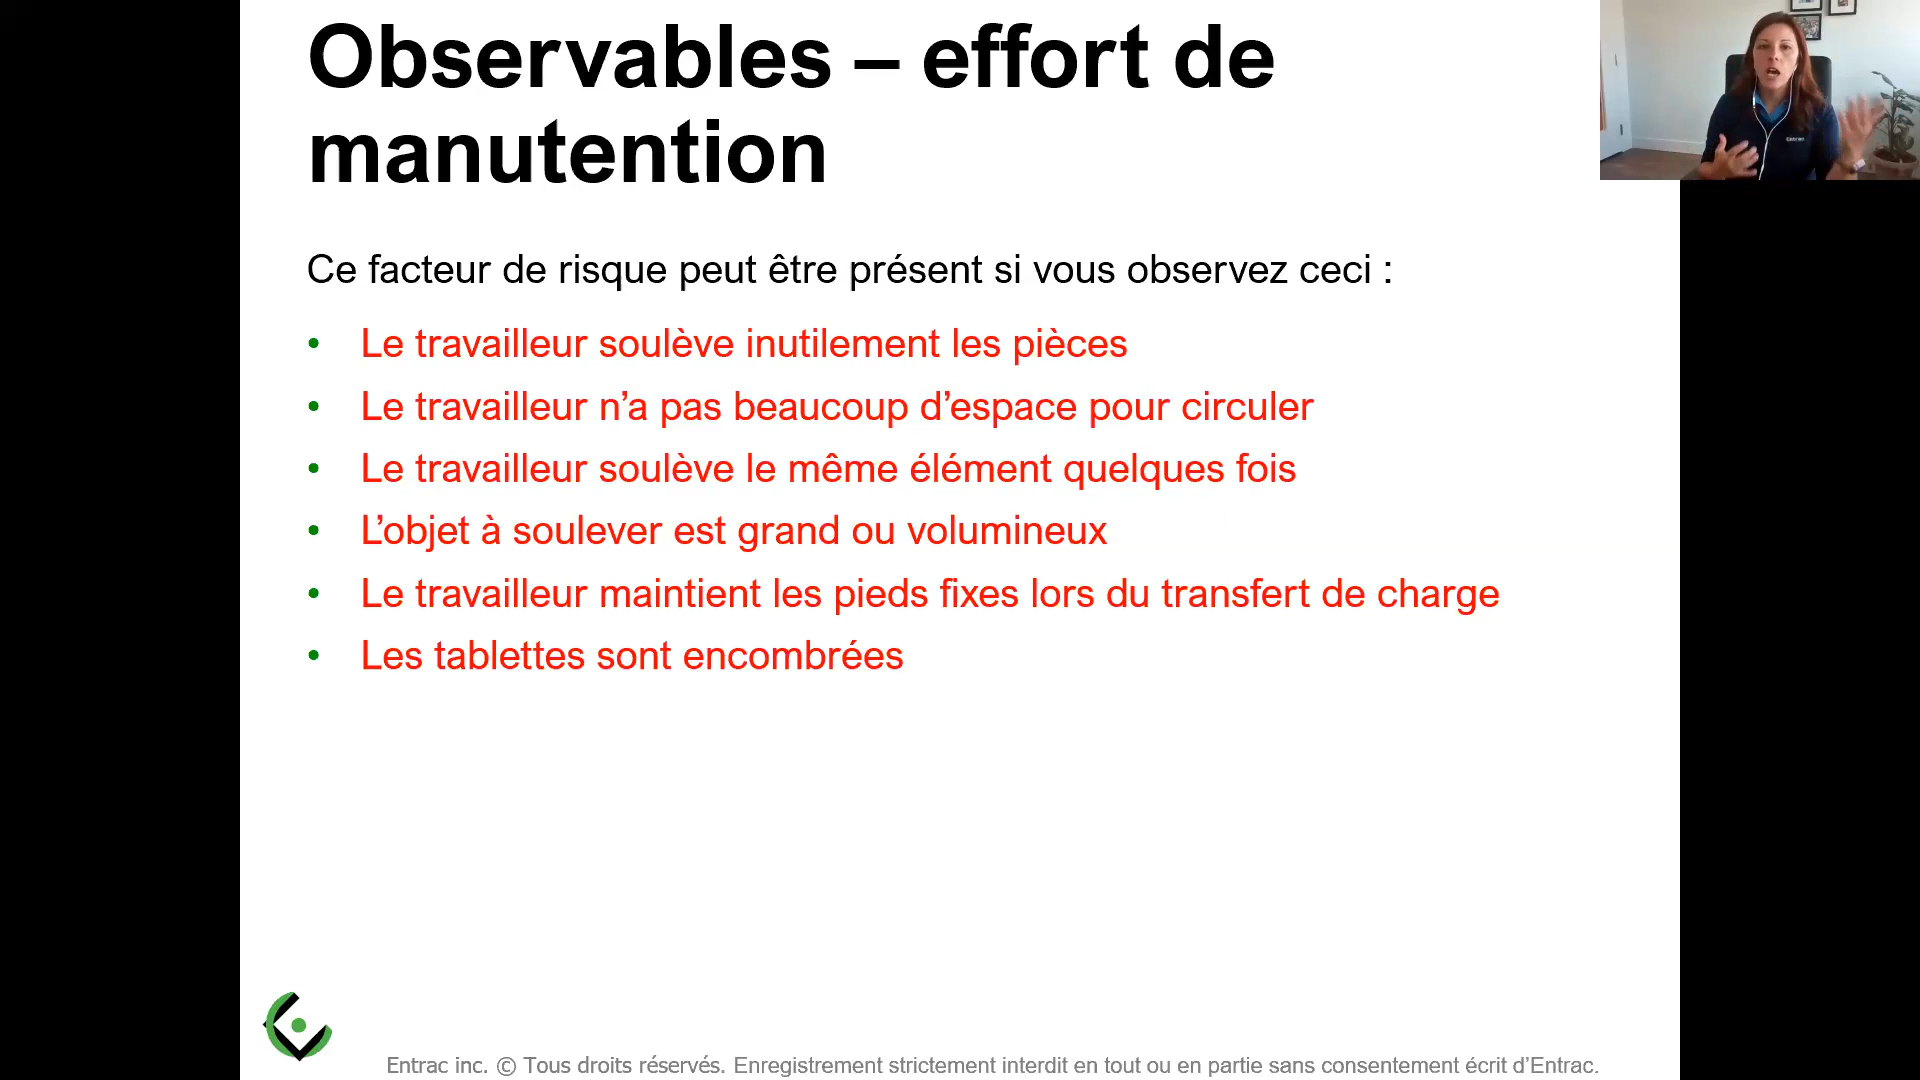 Observables – effort de
manutention
Ce facteur de risque peut être présent si vous observez ceci :
• Le travailleur soulève inutilement les pièces
• Le travailleur n’a pas beaucoup d’espace pour circuler
• Le travailleur soulève le même élément quelques fois
• L’objet à soulever est grand ou volumineux
• Le travailleur maintient les pieds fixes lors du transfert de charge
• Les tablettes sont encombrées
Entrac inc. © Tous droits réservés. Enregistrement strictement interdit en tout ou en partie sans consentement écrit d’Entrac.